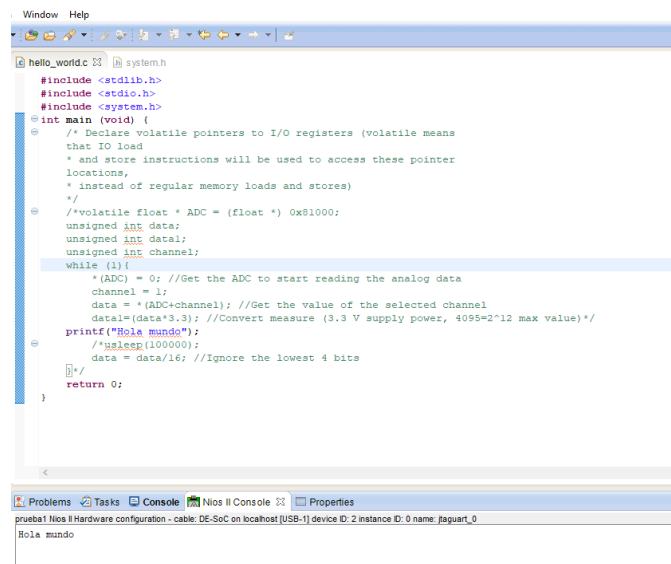 Window Help
hello_world.c system.h
#include <stdlib.h>
#include <stdio.h>
#include <system.h>
int main (void) {
/* Declare volatile pointers to I/O registers (volatile means
that IO load
* and store instructions will be used to access these pointer
locations,
* instead of regular memory loads and stores)
*/
/*volatile float * ADC = (float *) 0x81000;
unsigned int data;
unsigned int data1;
unsigned int channel;
while (1){
*(ADC) = 0; //Get the ADC to start reading the analog data
channel = 1;
data = *(ADC+channel); //Get the value of the selected channel
data1=(data*3.3); //Convert measure (3.3 V supply power, 4095=2^12 max value)*/
printf("Hola mundo");
/*usleep(100000);
data = data/16; //Ignore the lowest 4 bits
}*/
return 0;
}
Problems Tasks Console Nios II Console Properties
prueba1 Nios II Hardware configuration - cable: DE-SoC on localhost [USB-1] device ID: 2 instance ID: 0 name: jtaguart_0
Hola mundo